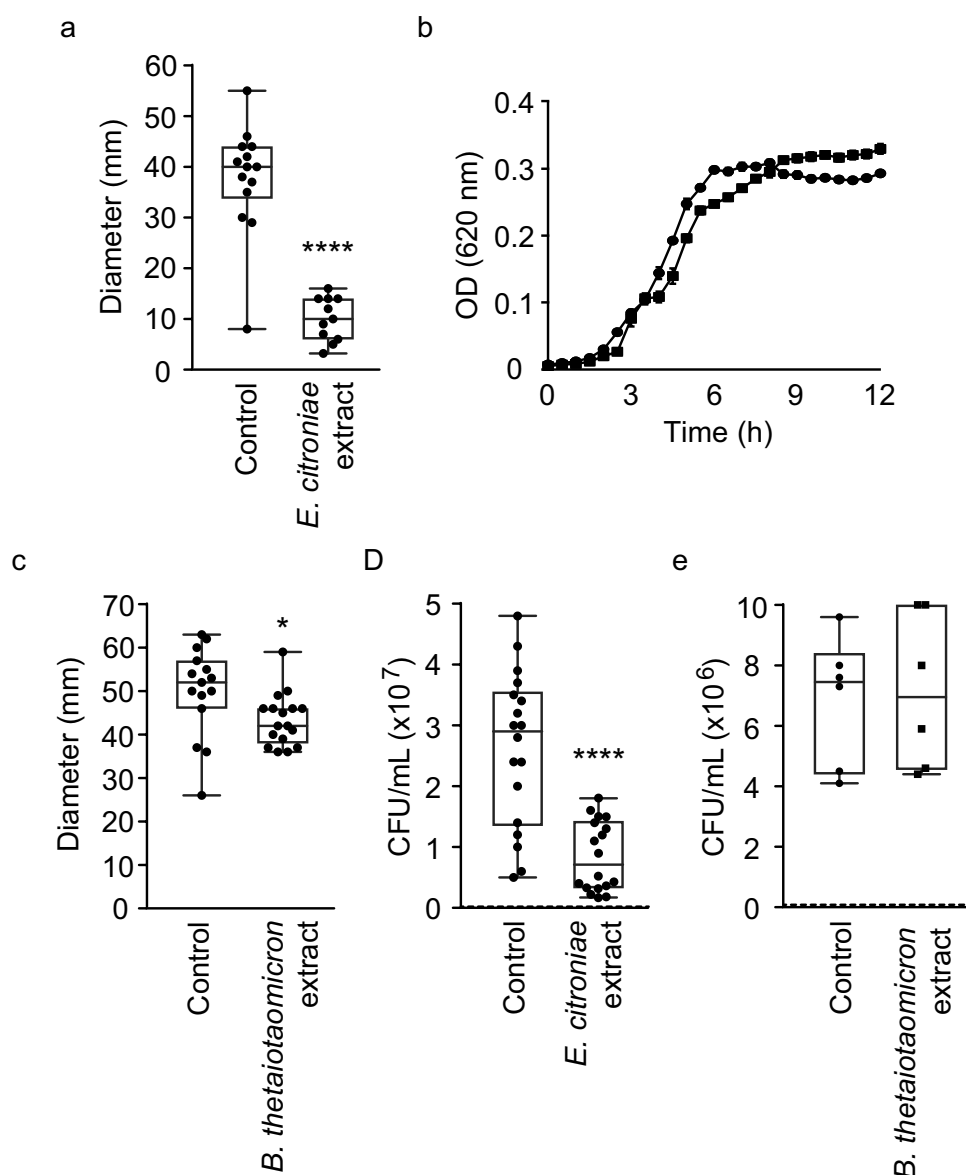 a
60
50
40
30
20
10
0
Diameter (mm)
****
Control
E. citroniae
extract
b
0.4
0.3
0.2
0.1
0
OD (620 nm)
0 3 6 9 12
Time (h)
c
70
60
50
40
30
20
10
0
Diameter (mm)
*
Control
B. thetaiotaomicron
extract
D
5
4
3
2
1
0
CFU/mL (x10⁷)
****
Control
E. citroniae
extract
e
10
8
6
4
2
0
CFU/mL (x10⁶)
Control
B. thetaiotaomicron
extract